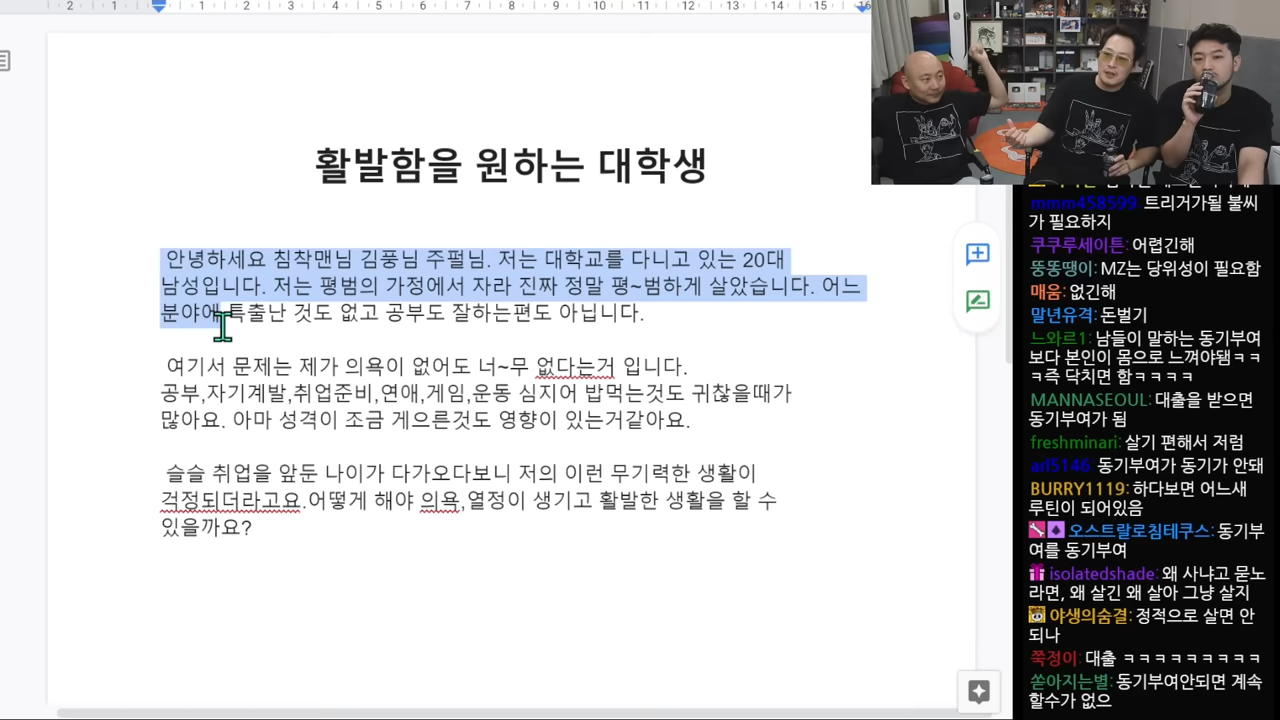 2 1 1 2 3 4 5 6 7 8 9 10 11 12 13 14 15 16
활발함을 원하는 대학생
안녕하세요 침착맨님 김풍님 주펄님. 저는 대학교를 다니고 있는 20대
남성입니다. 저는 평범의 가정에서 자라 진짜 정말 평~범하게 살았습니다. 어느
분야에 특출난 것도 없고 공부도 잘하는편도 아닙니다.
여기서 문제는 제가 의욕이 없어도 너~무 없다는거 입니다.
공부,자기계발,취업준비,연애,게임,운동 심지어 밥먹는것도 귀찮을때가
많아요. 아마 성격이 조금 게으른것도 영향이 있는거같아요.
슬슬 취업을 앞둔 나이가 다가오다보니 저의 이런 무기력한 생활이
걱정되더라고요.어떻게 해야 의욕,열정이 생기고 활발한 생활을 할 수
있을까요?
mmm458599: 트리거가될 불씨
가 필요하지
쿠쿠루세이튼: 어렵긴해
뚱뚱땡이: MZ는 당위성이 필요함
매움: 없긴해
말년유격: 돈벌기
느와르1: 남들이 말하는 동기부여
보다 본인이 몸으로 느껴야됨ㅋㅋ
ㅋ즉 닥치면 함ㅋㅋㅋㅋ
MANNASEOUL: 대출을 받으면
동기부여가 됨
freshminari: 살기 편해서 저럼
arl5146: 동기부여가 동기가 안돼
BURRY1119: 하다보면 어느새
루틴이 되어있음
오스트랄로침테쿠스: 동기부
여를 동기부여
isolatedshade: 왜 사냐고 묻노
라면, 왜 살긴 왜 살아 그냥 살지
야생의숨결: 정적으로 살면 안
되나
쭉정이: 대출 ㅋㅋㅋㅋㅋㅋㅋㅋㅋ
쏟아지는별: 동기부여안되면 계속
할수가 없으